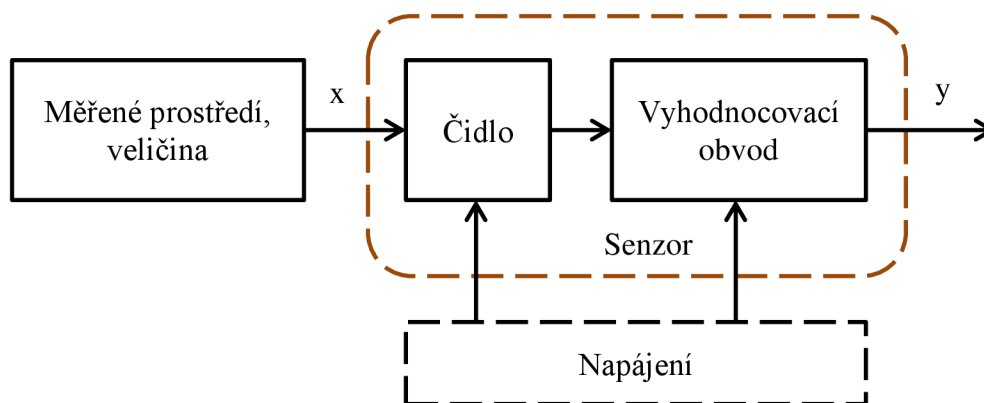 Měřené prostředí,
veličina
x
Čidlo
Vyhodnocovací
obvod
y
Senzor
Napájení